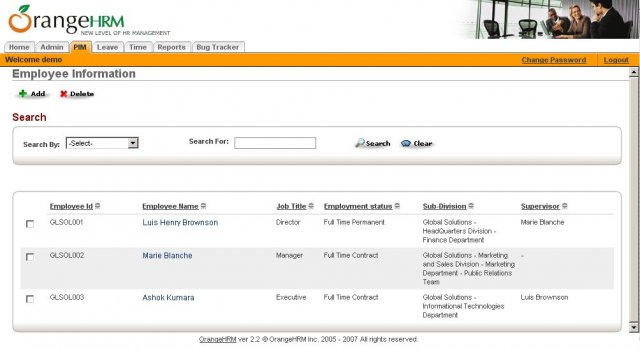 OrangeHRM
NEW LEVEL OF HR MANAGEMENT
Home Admin PIM Leave Time Reports Bug Tracker
Welcome demo Change Password Logout
Employee Information
Add Delete
Search
Search By: -Select- Search For: Search Clear
Employee Id Employee Name Job Title Employment status Sub-Division Supervisor
GLSOL001 Luis Henry Brownson Director Full Time Permanent Global Solutions - Marie Blanche
HeadQuarters Division -
Finance Department
GLSOL002 Marie Blanche Manager Full Time Contract Global Solutions - Marketing -
and Sales Division - Marketing
Department - Public Relations
Team
GLSOL003 Ashok Kumara Executive Full Time Contract Global Solutions - Luis Brownson
Informational Technologies
Department
OrangeHRM ver 2.2 © OrangeHRM Inc. 2005 - 2007 All rights reserved.